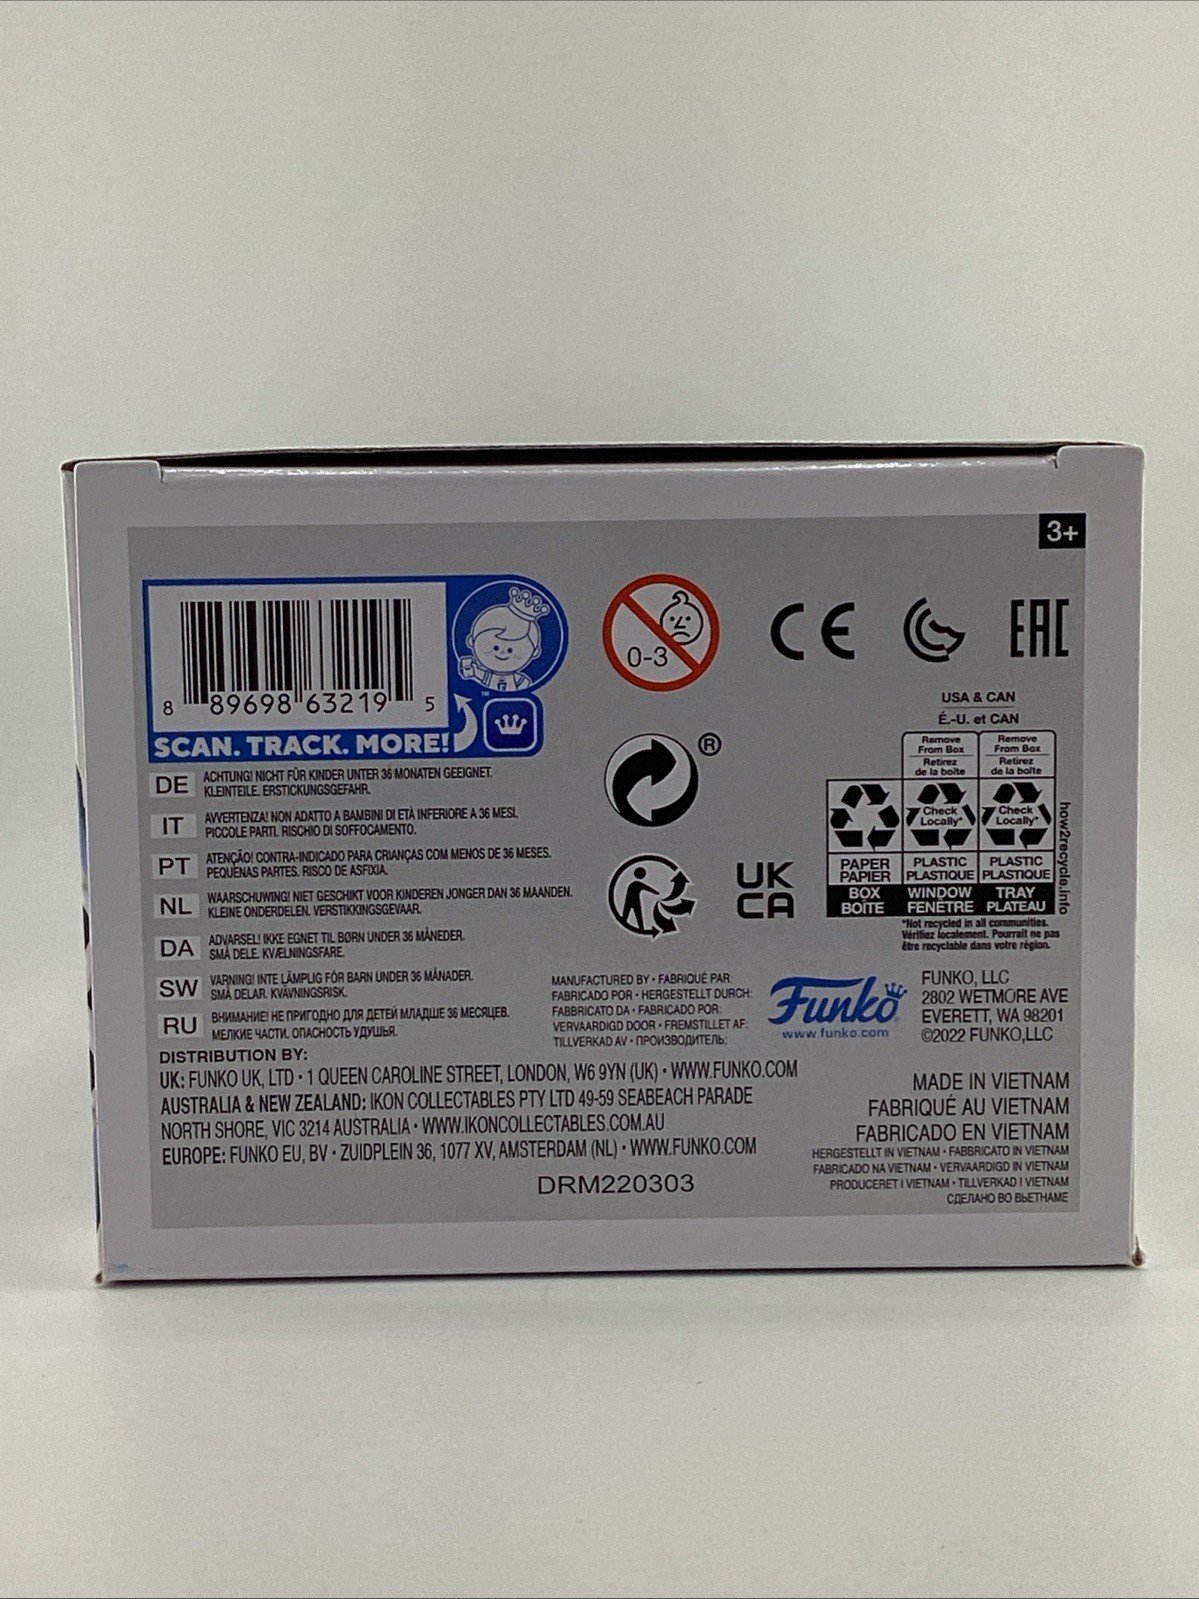 3+
8 89698 63219 5
™
SCAN. TRACK. MORE!
0-3
CE
EAC
®
UK
CA
USA & CAN
É.-U. et CAN
Remove
From Box
Retirez
de la boîte
Remove
From Box
Retirez
de la boîte
Check
Locally*
Check
Locally*
PAPER
PAPIER
PLASTIC
PLASTIQUE
PLASTIC
PLASTIQUE
BOX
BOÎTE
WINDOW
FENÊTRE
TRAY
PLATEAU
how2recycle.info
*Not recycled in all communities.
Vérifiez localement. Pourrait ne pas
être recyclable dans votre région.
DE ACHTUNG! NICHT FÜR KINDER UNTER 36 MONATEN GEEIGNET.
KLEINTEILE. ERSTICKUNGSGEFAHR.
IT AVVERTENZA! NON ADATTO A BAMBINI DI ETÀ INFERIORE A 36 MESI.
PICCOLE PARTI. RISCHIO DI SOFFOCAMENTO.
PT ATENÇÃO! CONTRA-INDICADO PARA CRIANÇAS COM MENOS DE 36 MESES.
PEQUENAS PARTES. RISCO DE ASFIXIA.
NL WAARSCHUWING! NIET GESCHIKT VOOR KINDEREN JONGER DAN 36 MAANDEN.
KLEINE ONDERDELEN. VERSTIKKINGSGEVAAR.
DA ADVARSEL! IKKE EGNET TIL BØRN UNDER 36 MÅNEDER.
SMÅ DELE. KVÆLNINGSFARE.
SW VARNING! INTE LÄMPLIG FÖR BARN UNDER 36 MÅNADER.
SMÅ DELAR. KVÄVNINGSRISK.
RU ВНИМАНИЕ! НЕ ПРИГОДНО ДЛЯ ДЕТЕЙ МЛАДШЕ 36 МЕСЯЦЕВ.
МЕЛКИЕ ЧАСТИ. ОПАСНОСТЬ УДУШЬЯ.
MANUFACTURED BY • FABRIQUÉ PAR:
FABRICADO POR • HERGESTELLT DURCH:
FABBRICATO DA • FABRICADO POR:
VERVAARDIGD DOOR • FREMSTILLET AF:
TILLVERKAD AV • ПРОИЗВОДИТЕЛЬ:
Funko
www.funko.com
FUNKO, LLC
2802 WETMORE AVE
EVERETT, WA 98201
©2022 FUNKO,LLC
DISTRIBUTION BY:
UK: FUNKO UK, LTD • 1 QUEEN CAROLINE STREET, LONDON, W6 9YN (UK) • WWW.FUNKO.COM
AUSTRALIA & NEW ZEALAND: IKON COLLECTABLES PTY LTD 49-59 SEABEACH PARADE
NORTH SHORE, VIC 3214 AUSTRALIA • WWW.IKONCOLLECTABLES.COM.AU
EUROPE: FUNKO EU, BV • ZUIDPLEIN 36, 1077 XV, AMSTERDAM (NL) • WWW.FUNKO.COM
DRM220303
MADE IN VIETNAM
FABRIQUÉ AU VIETNAM
FABRICADO EN VIETNAM
HERGESTELLT IN VIETNAM • FABBRICATO IN VIETNAM
FABRICADO NA VIETNAM • VERVAARDIGD IN VIETNAM
PRODUCERET I VIETNAM • TILLVERKAD I VIETNAM
СДЕЛАНО ВО ВЬЕТНАМЕ